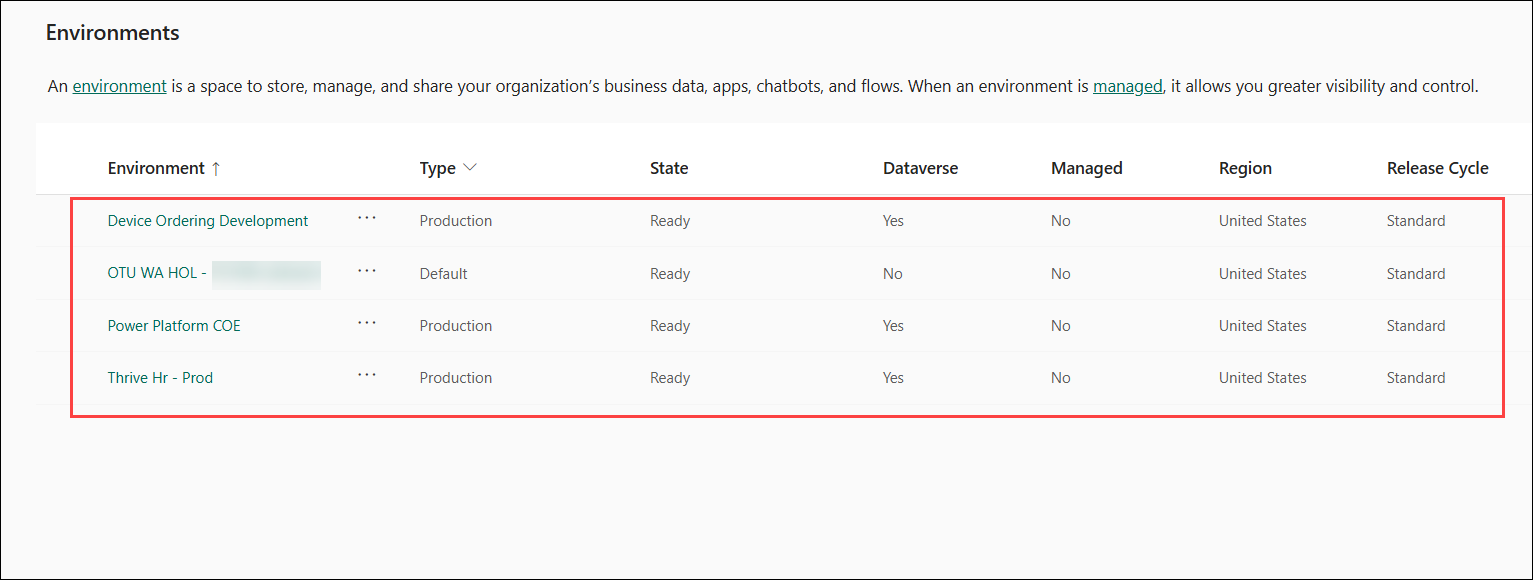 Environments
An environment is a space to store, manage, and share your organization’s business data, apps, chatbots, and flows. When an environment is managed, it allows you greater visibility and control.
Environment ↑ Type State Dataverse Managed Region Release Cycle
Device Ordering Development ... Production Ready Yes No United States Standard
OTU WA HOL - ... Default Ready No No United States Standard
Power Platform COE ... Production Ready Yes No United States Standard
Thrive Hr - Prod ... Production Ready Yes No United States Standard